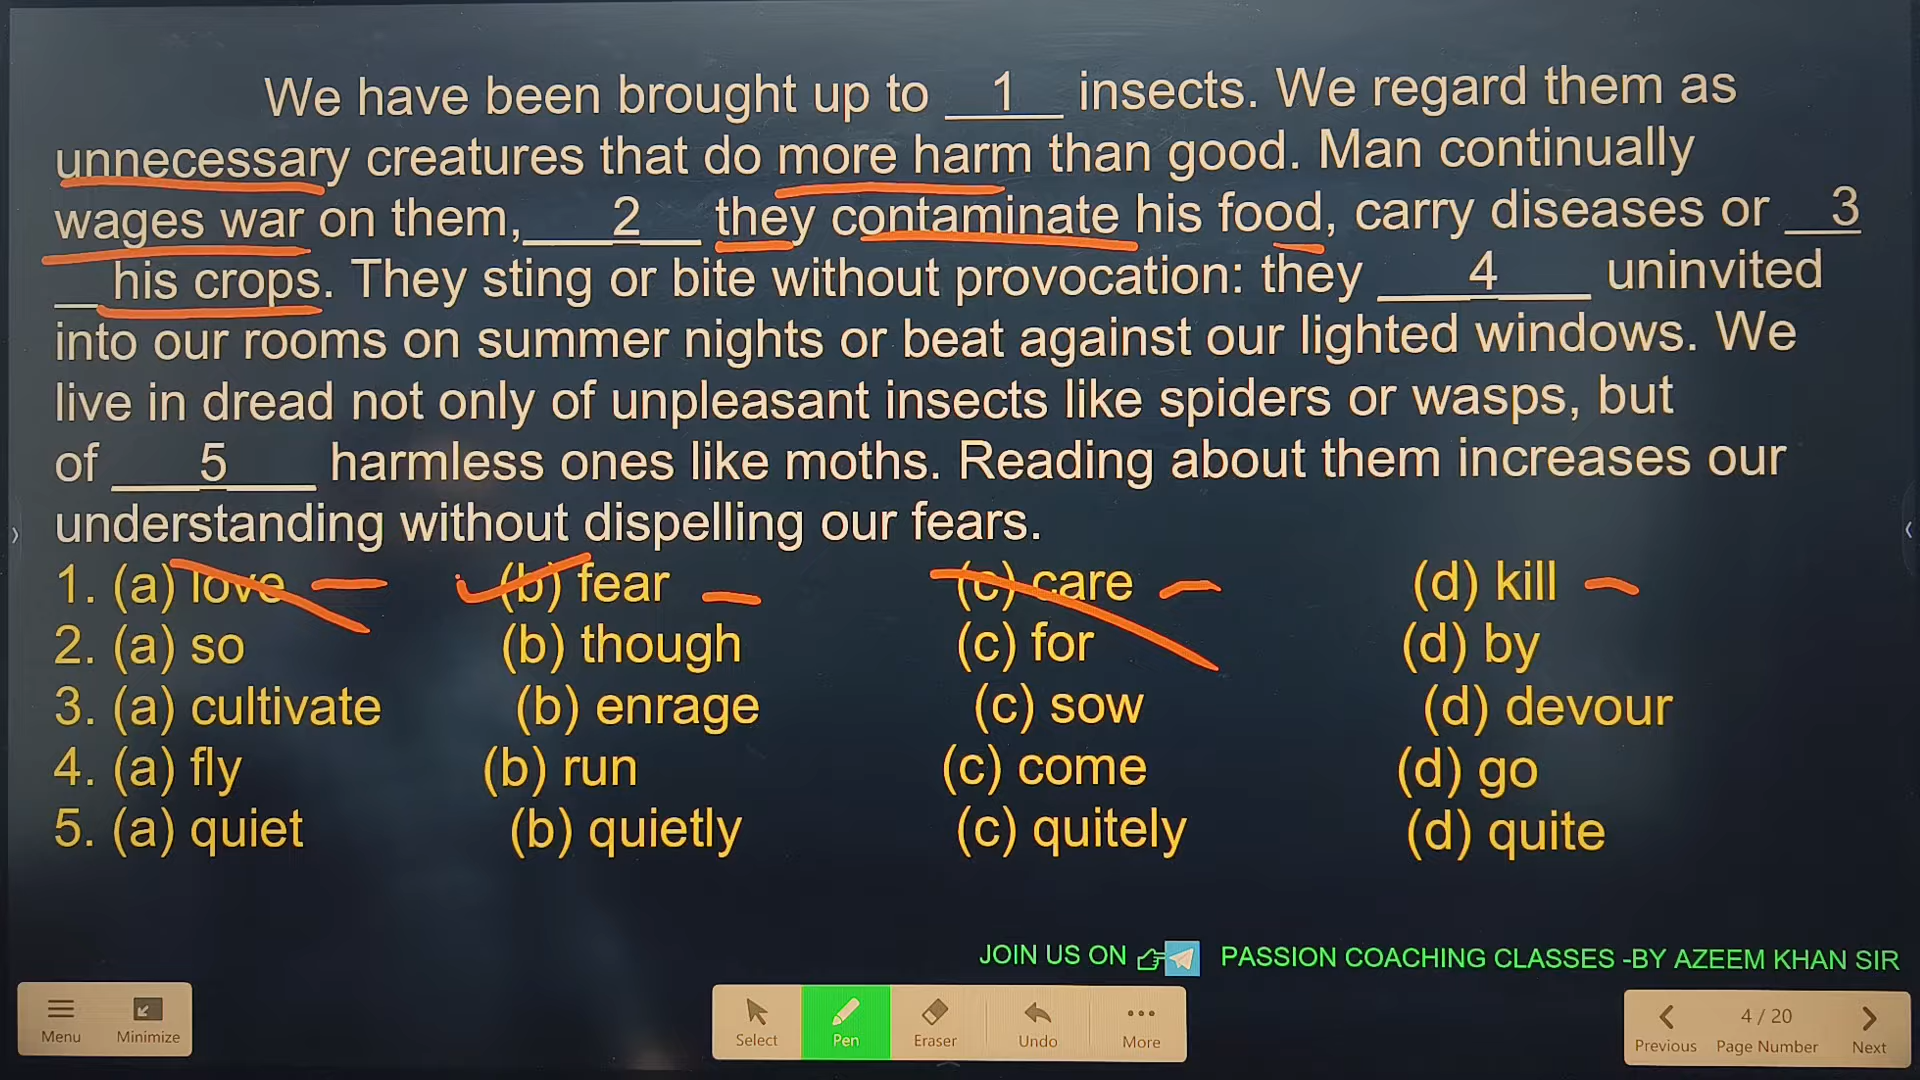 We have been brought up to 1 insects. We regard them as
unnecessary creatures that do more harm than good. Man continually
wages war on them, 2 they contaminate his food, carry diseases or 3
his crops. They sting or bite without provocation: they 4 uninvited
into our rooms on summer nights or beat against our lighted windows. We
live in dread not only of unpleasant insects like spiders or wasps, but
of 5 harmless ones like moths. Reading about them increases our
understanding without dispelling our fears.
1. (a) love (b) fear (c) care (d) kill
2. (a) so (b) though (c) for (d) by
3. (a) cultivate (b) enrage (c) sow (d) devour
4. (a) fly (b) run (c) come (d) go
5. (a) quiet (b) quietly (c) quitely (d) quite
JOIN US ON PASSION COACHING CLASSES -BY AZEEM KHAN SIR
Menu Minimize Select Pen Eraser Undo More Previous 4 / 20 Page Number Next